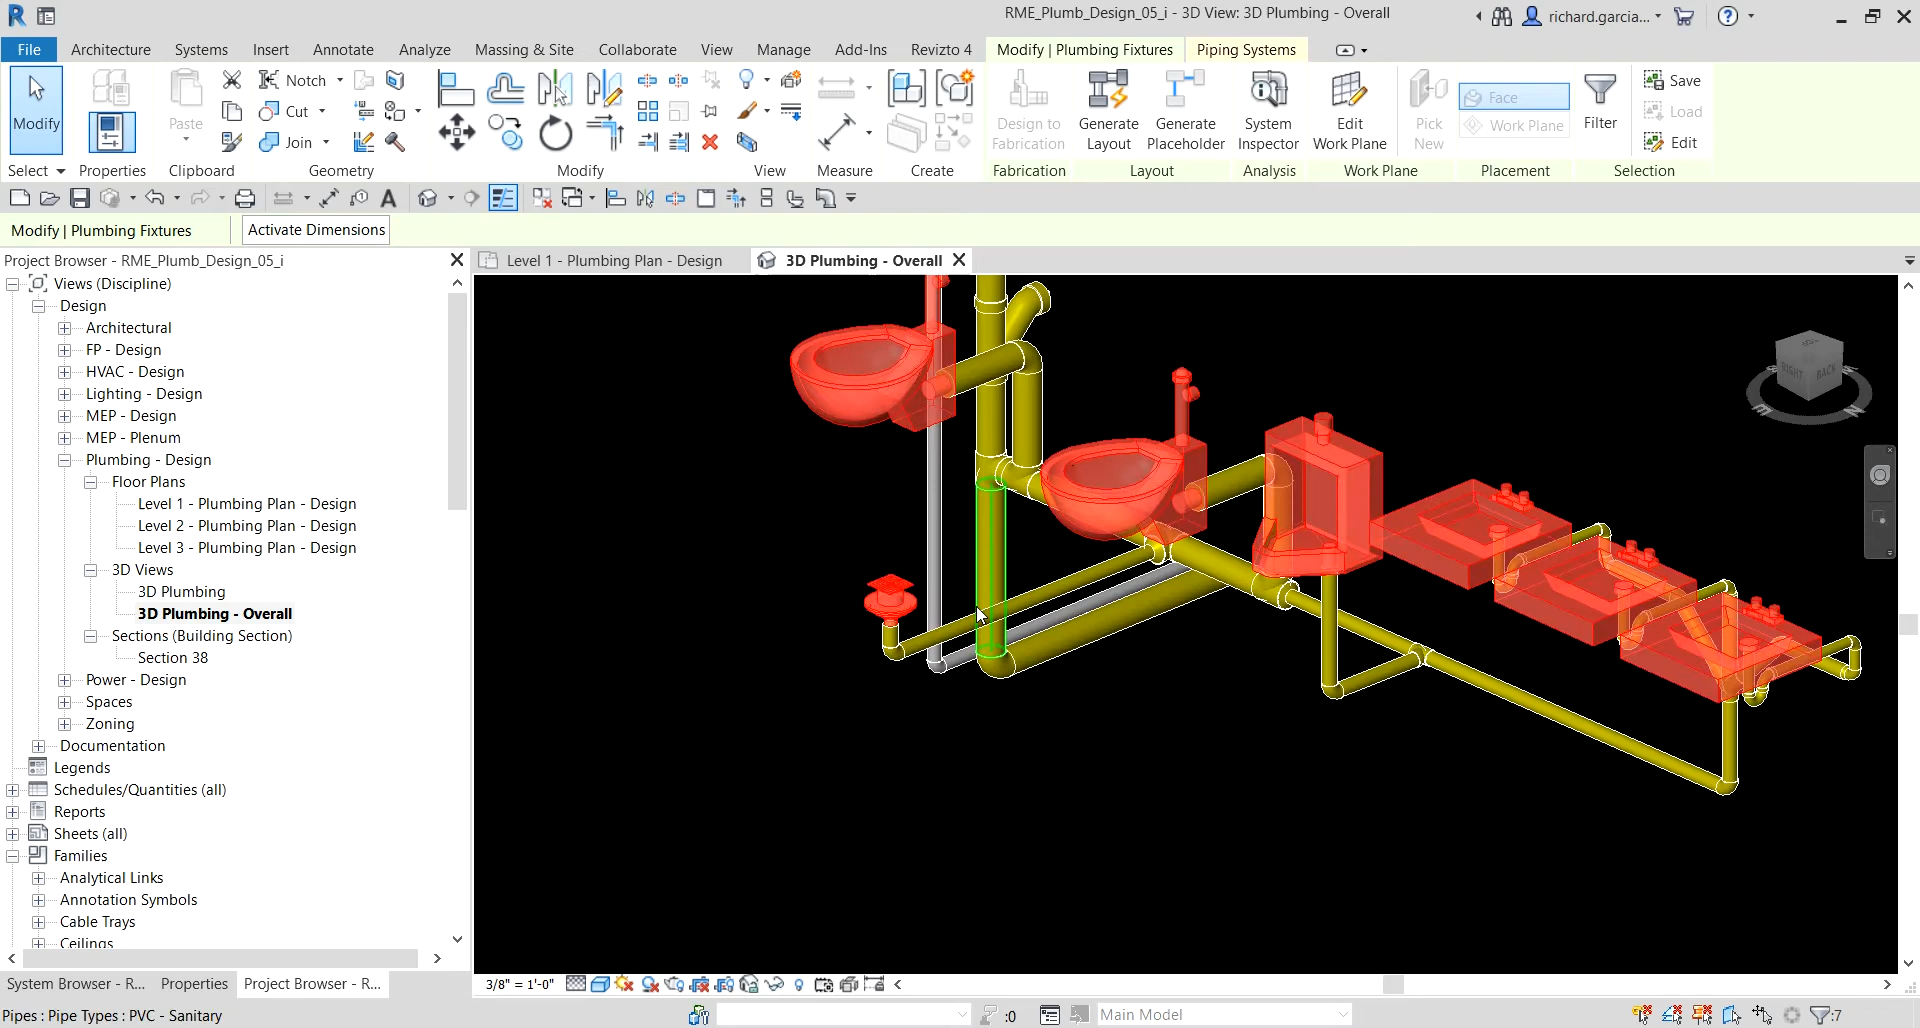 RME_Plumb_Design_05_i - 3D View: 3D Plumbing - Overall
richard.garcia...
File Architecture Systems Insert Annotate Analyze Massing & Site Collaborate View Manage Add-Ins Revizto 4 Modify | Plumbing Fixtures Piping Systems
Modify
Paste
Notch
Cut
Join
Design to Fabrication
Generate Layout
Generate Placeholder
System Inspector
Edit Work Plane
Pick New
Face
Work Plane
Filter
Save
Load
Edit
Select Properties Clipboard Geometry Modify View Measure Create Fabrication Layout Analysis Work Plane Placement Selection
Modify | Plumbing Fixtures Activate Dimensions
Project Browser - RME_Plumb_Design_05_i
Level 1 - Plumbing Plan - Design
3D Plumbing - Overall
Views (Discipline)
Design
Architectural
FP - Design
HVAC - Design
Lighting - Design
MEP - Design
MEP - Plenum
Plumbing - Design
Floor Plans
Level 1 - Plumbing Plan - Design
Level 2 - Plumbing Plan - Design
Level 3 - Plumbing Plan - Design
3D Views
3D Plumbing
3D Plumbing - Overall
Sections (Building Section)
Section 38
Power - Design
Spaces
Zoning
Documentation
Legends
Schedules/Quantities (all)
Reports
Sheets (all)
Families
Analytical Links
Annotation Symbols
Cable Trays
Ceilings
RIGHT BACK
System Browser - R... Properties Project Browser - R...
3/8" = 1'-0"
Pipes : Pipe Types : PVC - Sanitary
:0
Main Model
:7